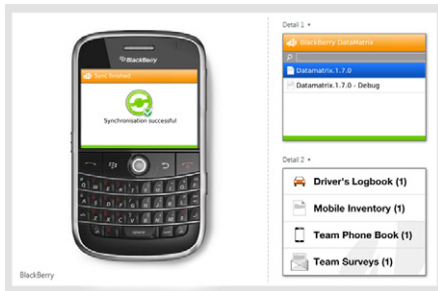 BlackBerry
Sync finished
Synchronisation successful
BlackBerry
Detail 1
BlackBerry DataMatrix
Datamatrix.1.7.0
Datamatrix.1.7.0 - Debug
Detail 2
Driver's Logbook (1)
Mobile Inventory (1)
Team Phone Book (1)
Team Surveys (1)